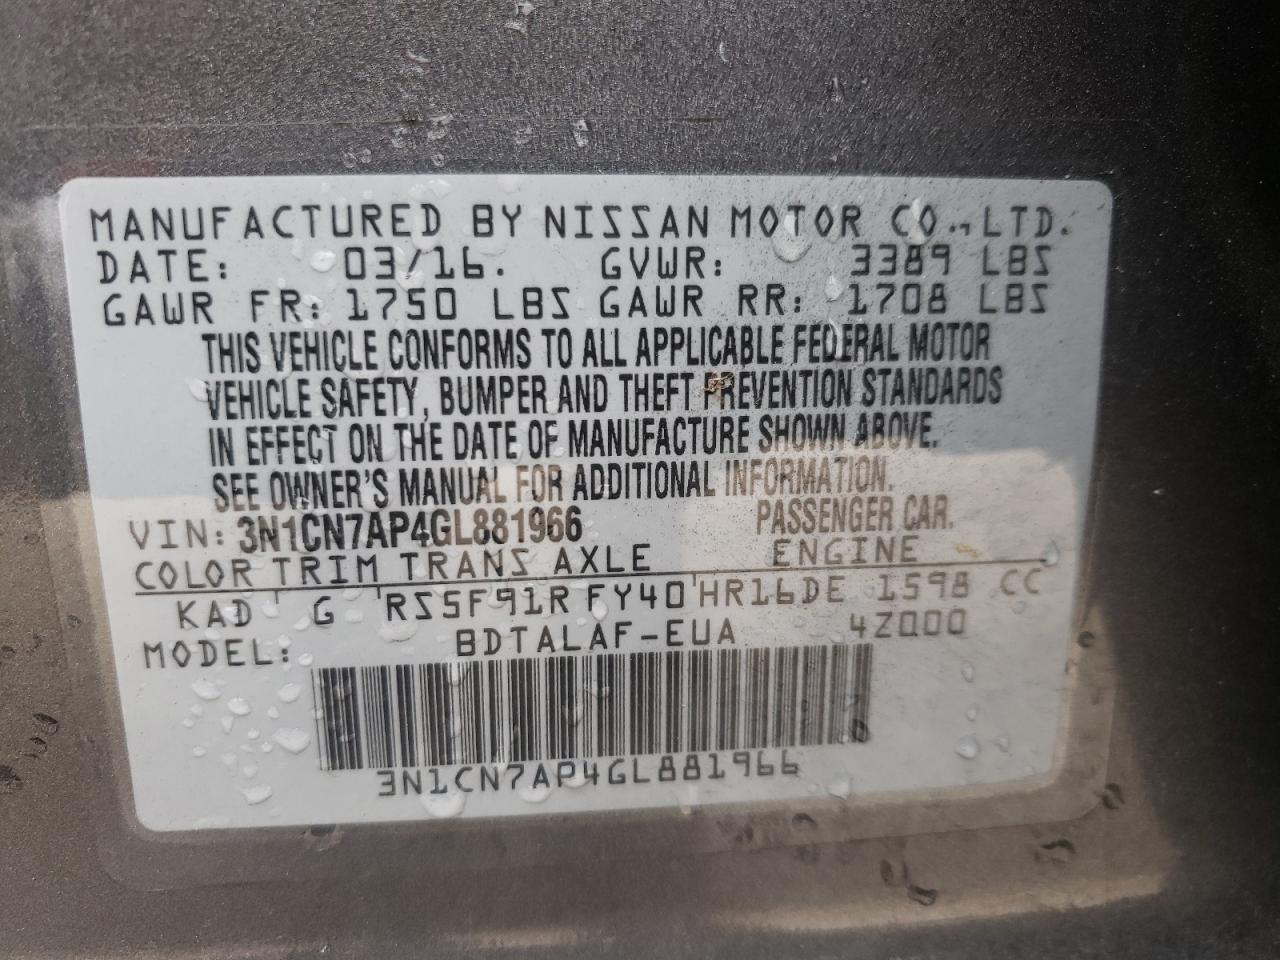 MANUFACTURED BY NISSAN MOTOR CO.,LTD.
DATE: 03/16. GVWR: 3389 LBS
GAWR FR: 1750 LBS GAWR RR: 1708 LBS
THIS VEHICLE CONFORMS TO ALL APPLICABLE FEDERAL MOTOR
VEHICLE SAFETY, BUMPER AND THEFT PREVENTION STANDARDS
IN EFFECT ON THE DATE OF MANUFACTURE SHOWN ABOVE.
SEE OWNER'S MANUAL FOR ADDITIONAL INFORMATION.
VIN: 3N1CN7AP4GL881966 PASSENGER CAR.
COLOR TRIM TRANS AXLE ENGINE
KAD G RS5F91R FY40 HR16DE 1598 CC
MODEL: BDTALAF-EUA 4Z000
3N1CN7AP4GL881966